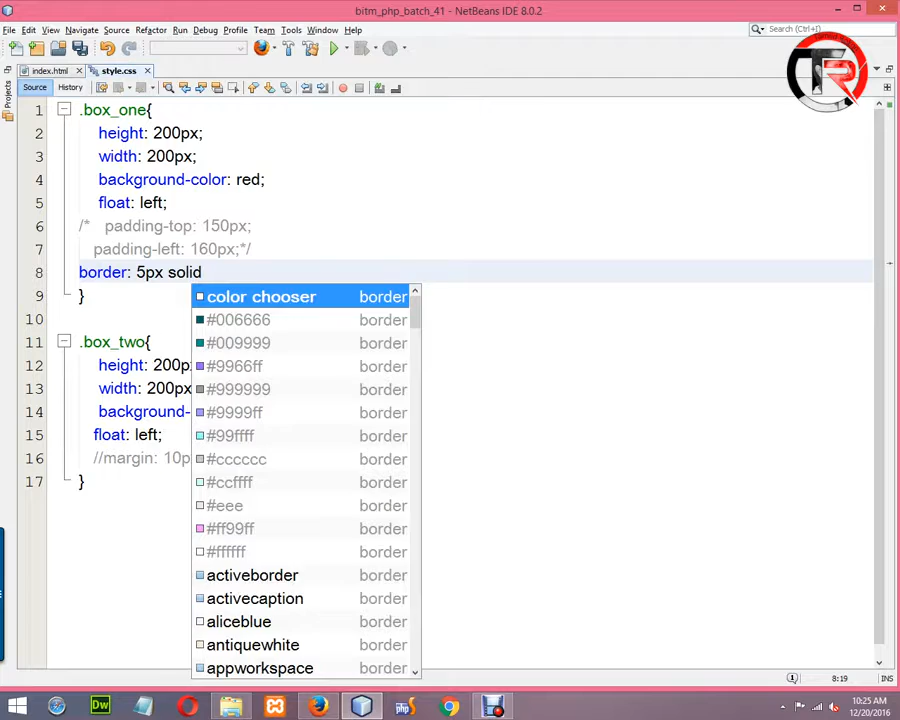 bitm_php_batch_41 - NetBeans IDE 8.0.2
File Edit View Navigate Source Refactor Run Debug Profile Team Tools Window Help
Search (Ctrl+I)
index.html style.css
Source History
Projects
1 .box_one{
2 height: 200px;
3 width: 200px;
4 background-color: red;
5 float: left;
6 /* padding-top: 150px;
7 padding-left: 160px;*/
8 border: 5px solid
9 }
10
11 .box_two{
12 height: 200p
13 width: 200px
14 background-
15 float: left;
16 //margin: 10p
17 }
color chooser border
#006666 border
#009999 border
#9966ff border
#999999 border
#9999ff border
#99ffff border
#cccccc border
#ccffff border
#eee border
#ff99ff border
#ffffff border
activeborder border
activecaption border
aliceblue border
antiquewhite border
appworkspace border
8:19 INS
Dw
php
10:25 AM
12/20/2016